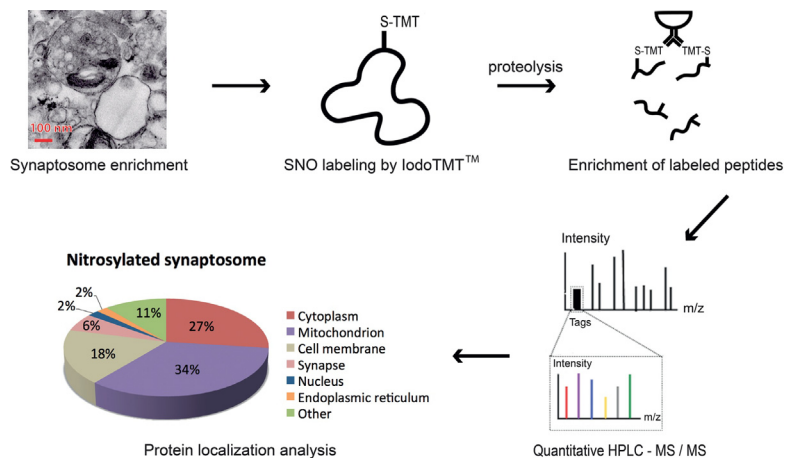 S-TMT
S-TMT TMT-S
proteolysis
100 nm
Synaptosome enrichment
SNO labeling by IodoTMT™
Enrichment of labeled peptides
Intensity
m/z
Tags
Intensity
m/z
Quantitative HPLC - MS / MS
Nitrosylated synaptosome
2%
2%
6%
11%
27%
18%
34%
Cytoplasm
Mitochondrion
Cell membrane
Synapse
Nucleus
Endoplasmic reticulum
Other
Protein localization analysis